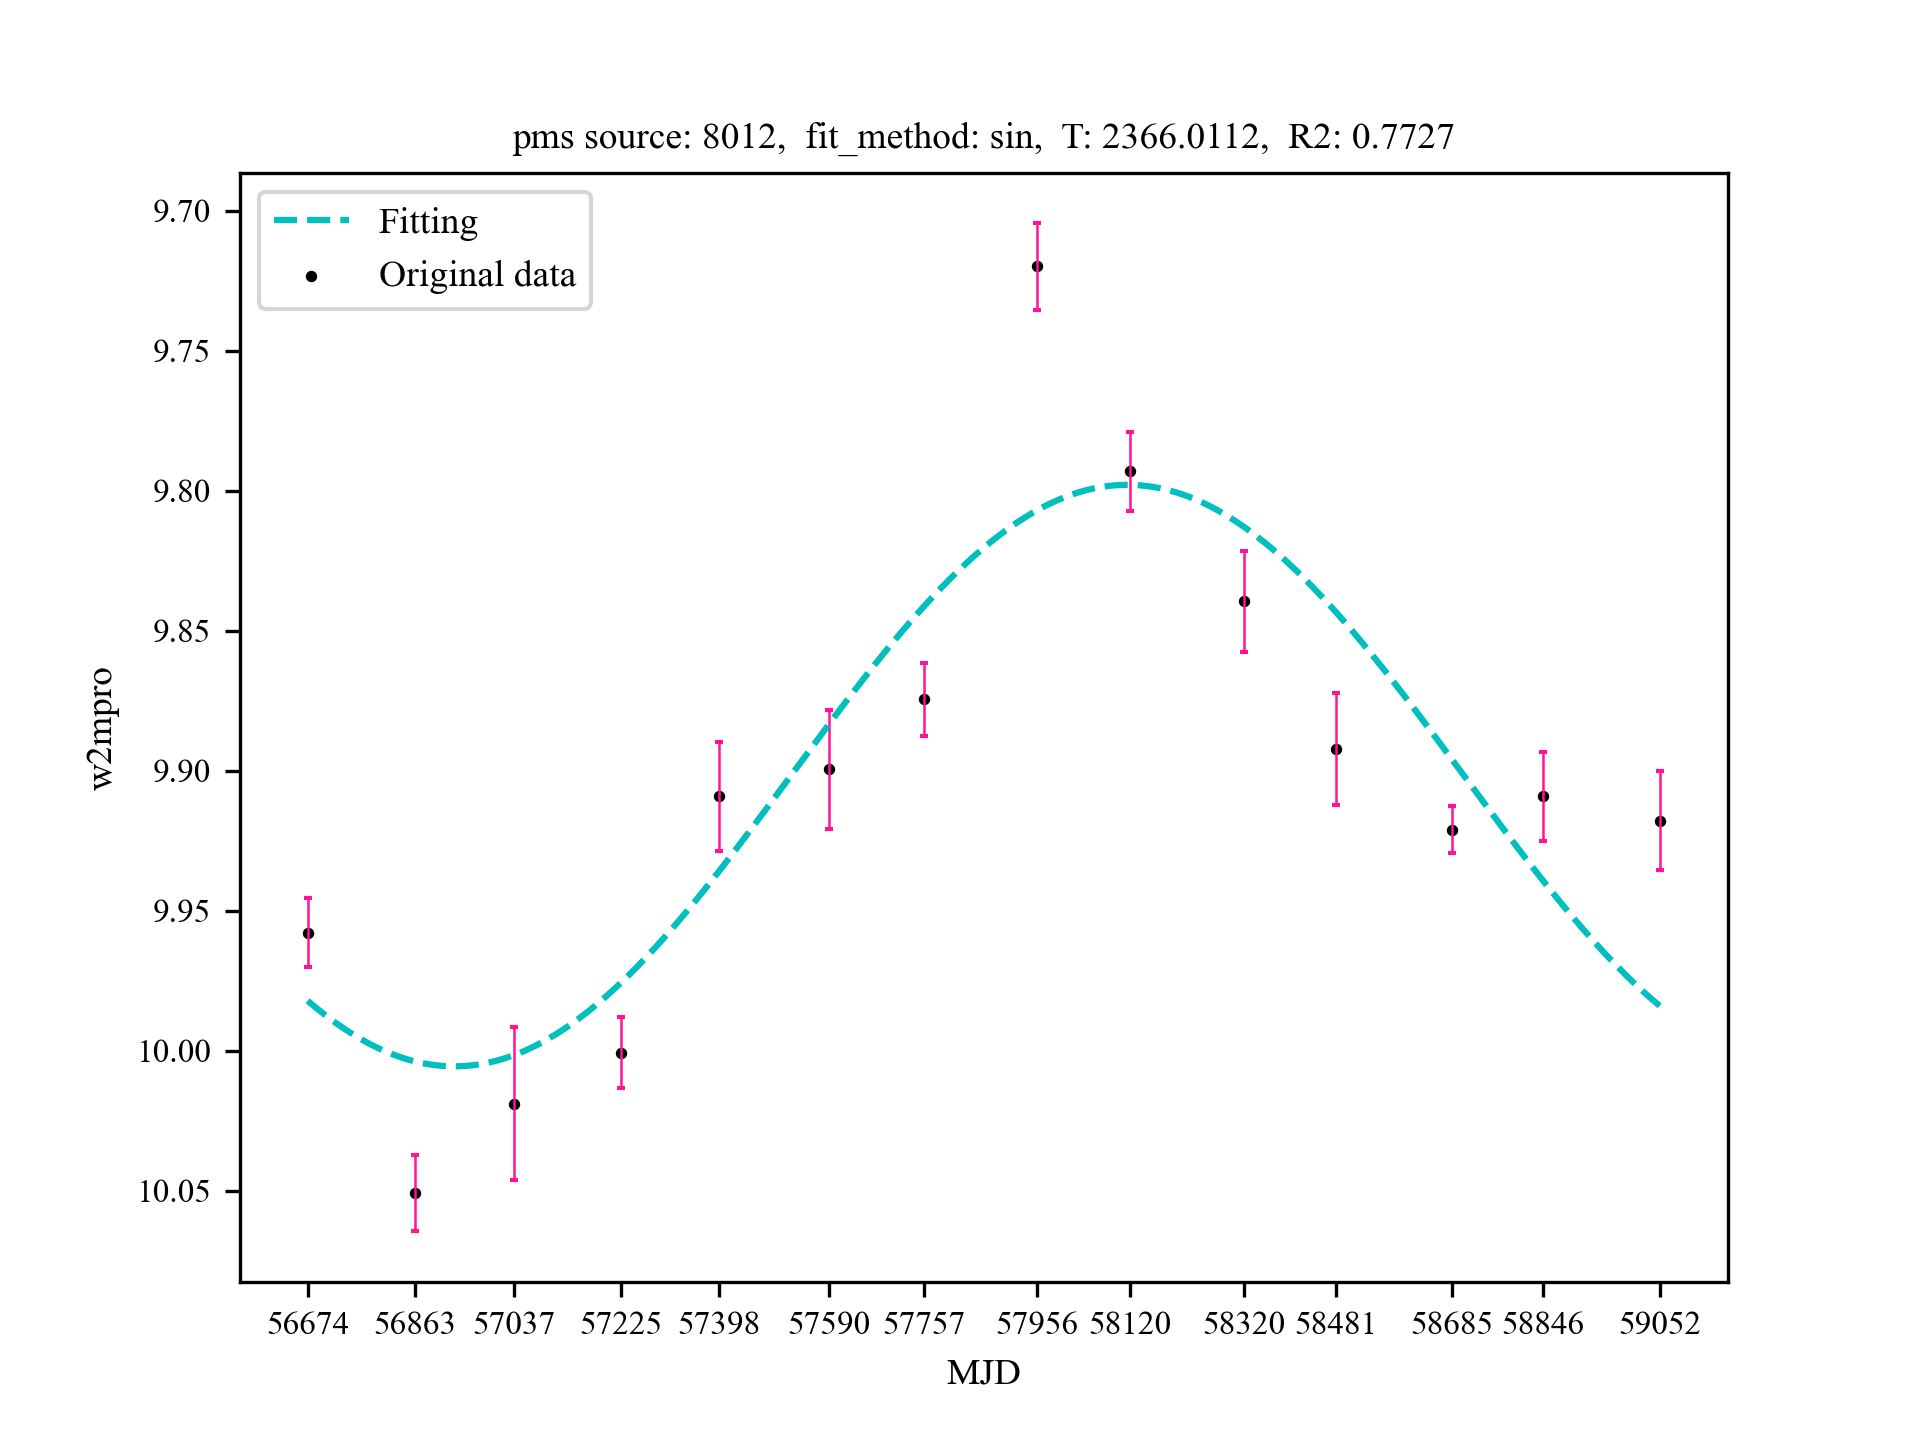 pms source: 8012,  fit_method: sin,  T: 2366.0112,  R2: 0.7727
Fitting
Original data
9.70
9.75
9.80
9.85
9.90
9.95
10.00
10.05
w2mpro
56674 56863 57037 57225 57398 57590 57757 57956 58120 58320 58481 58685 58846 59052
MJD